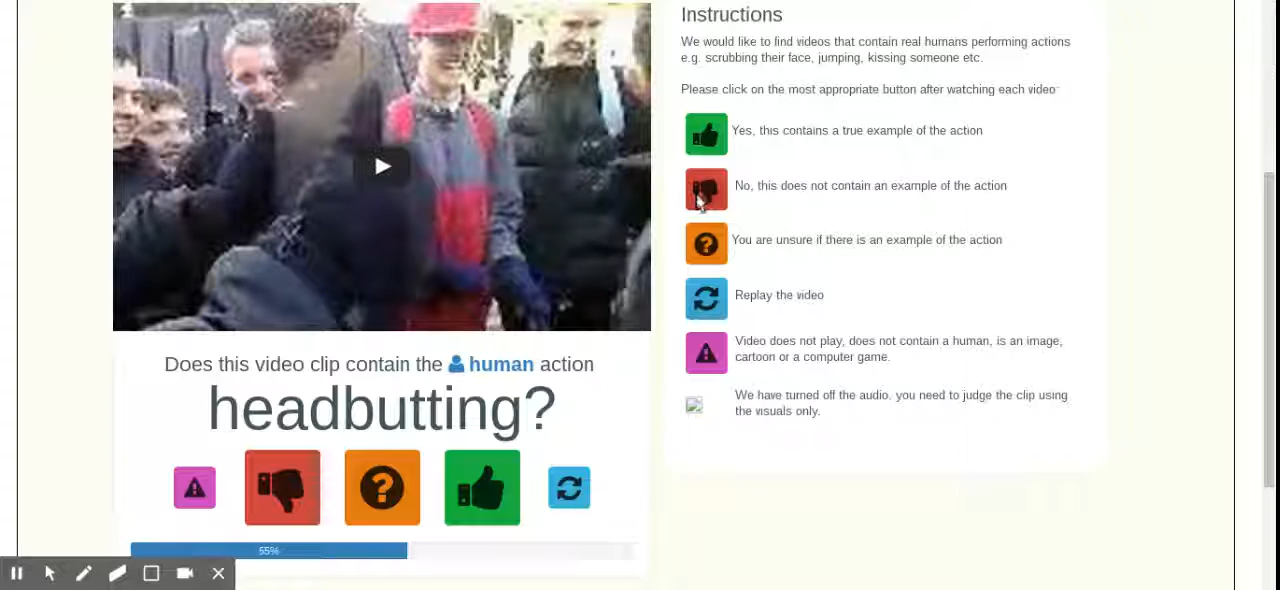 Instructions
We would like to find videos that contain real humans performing actions
e.g. scrubbing their face, jumping, kissing someone etc.
Please click on the most appropriate button after watching each video
Yes, this contains a true example of the action
No, this does not contain an example of the action
You are unsure if there is an example of the action
Replay the video
Video does not play, does not contain a human, is an image,
cartoon or a computer game.
We have turned off the audio, you need to judge the clip using
the visuals only.
Does this video clip contain the human action
headbutting?
55%